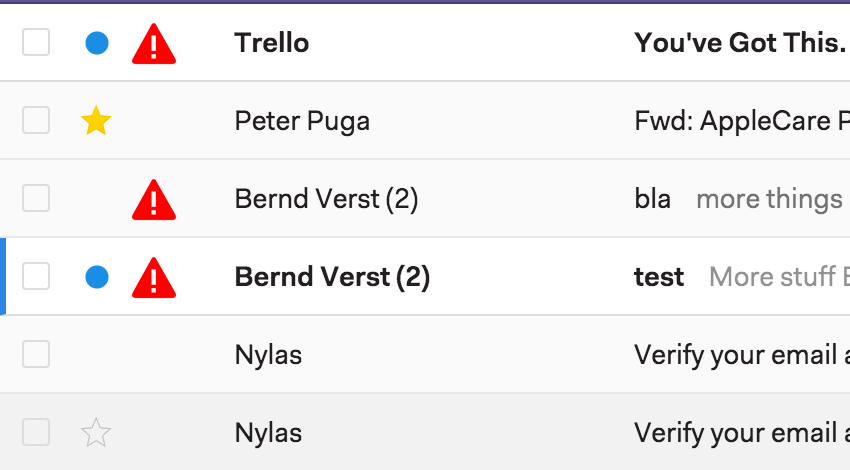 Trello You've Got This.
Peter Puga Fwd: AppleCare P
Bernd Verst (2) bla more things
Bernd Verst (2) test More stuff
Nylas Verify your email a
Nylas Verify your email a